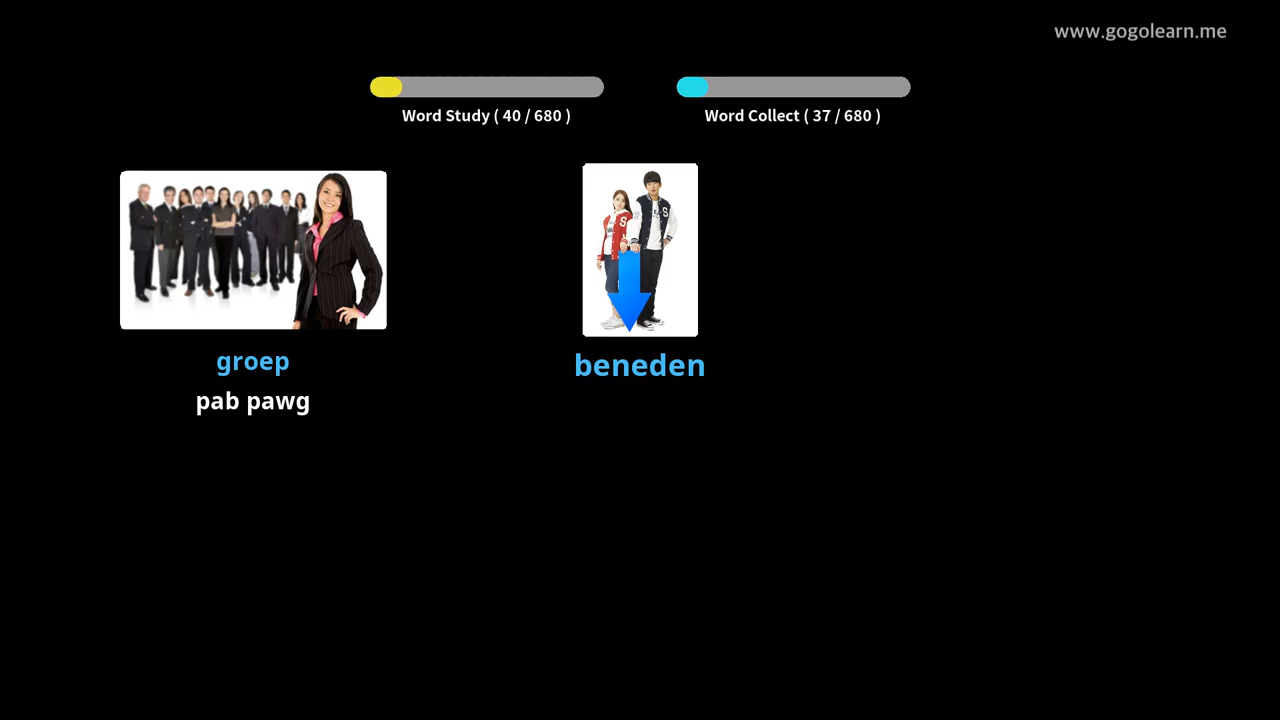 www.gogolearn.me
Word Study ( 40 / 680 )
Word Collect ( 37 / 680 )
groep
pab pawg
beneden